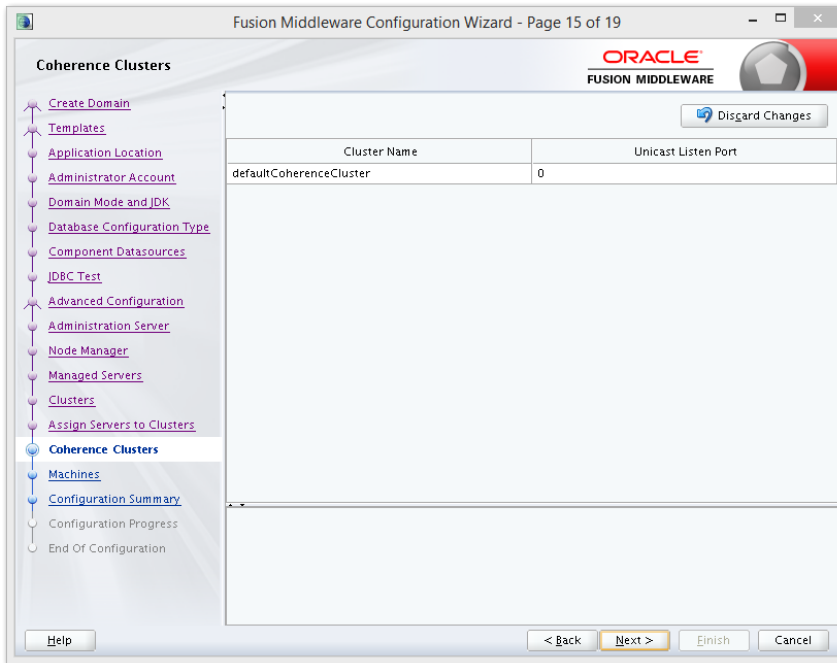 Fusion Middleware Configuration Wizard - Page 15 of 19
Coherence Clusters
ORACLE
FUSION MIDDLEWARE
Create Domain
Templates
Application Location
Administrator Account
Domain Mode and JDK
Database Configuration Type
Component Datasources
JDBC Test
Advanced Configuration
Administration Server
Node Manager
Managed Servers
Clusters
Assign Servers to Clusters
Coherence Clusters
Machines
Configuration Summary
Configuration Progress
End Of Configuration
Discard Changes
Cluster Name Unicast Listen Port
defaultCoherenceCluster 0
Help < Back Next > Finish Cancel